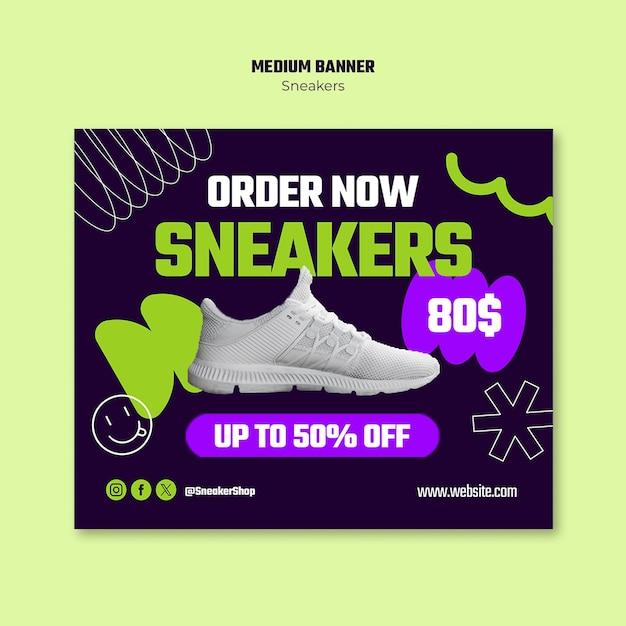 MEDIUM BANNER
Sneakers
ORDER NOW
SNEAKERS
80$
UP TO 50% OFF
@SneakerShop
www.website.com